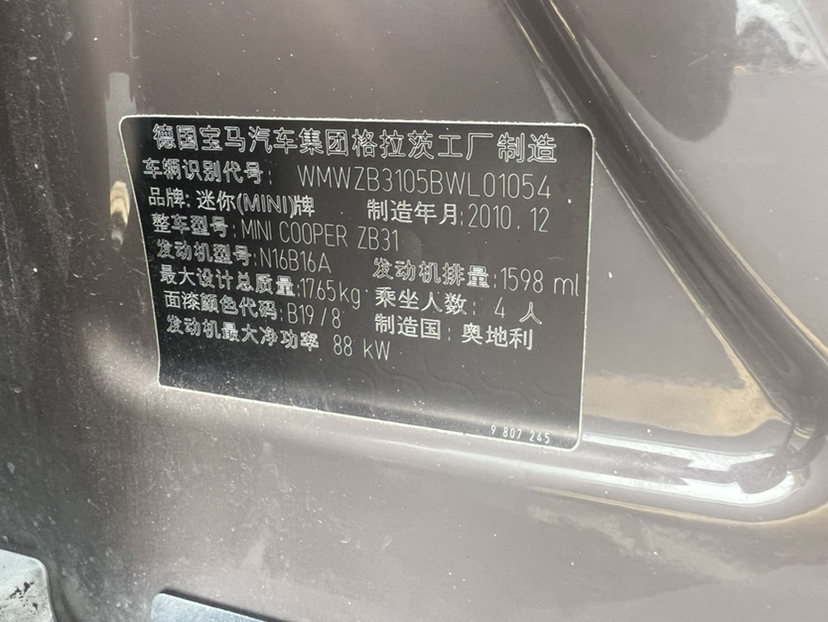 德国宝马汽车集团格拉茨工厂制造
车辆识别代号: WMWZB3105BWL01054
品牌: 迷你(MINI)牌 制造年月:2010.12
整车型号: MINI COOPER ZB31
发动机型号: N16B16A 发动机排量:1598 ml
最大设计总质量:1765kg 乘坐人数: 4 人
面漆颜色代码: B19/8 制造国: 奥地利
发动机最大净功率 88 kW
9 807 245